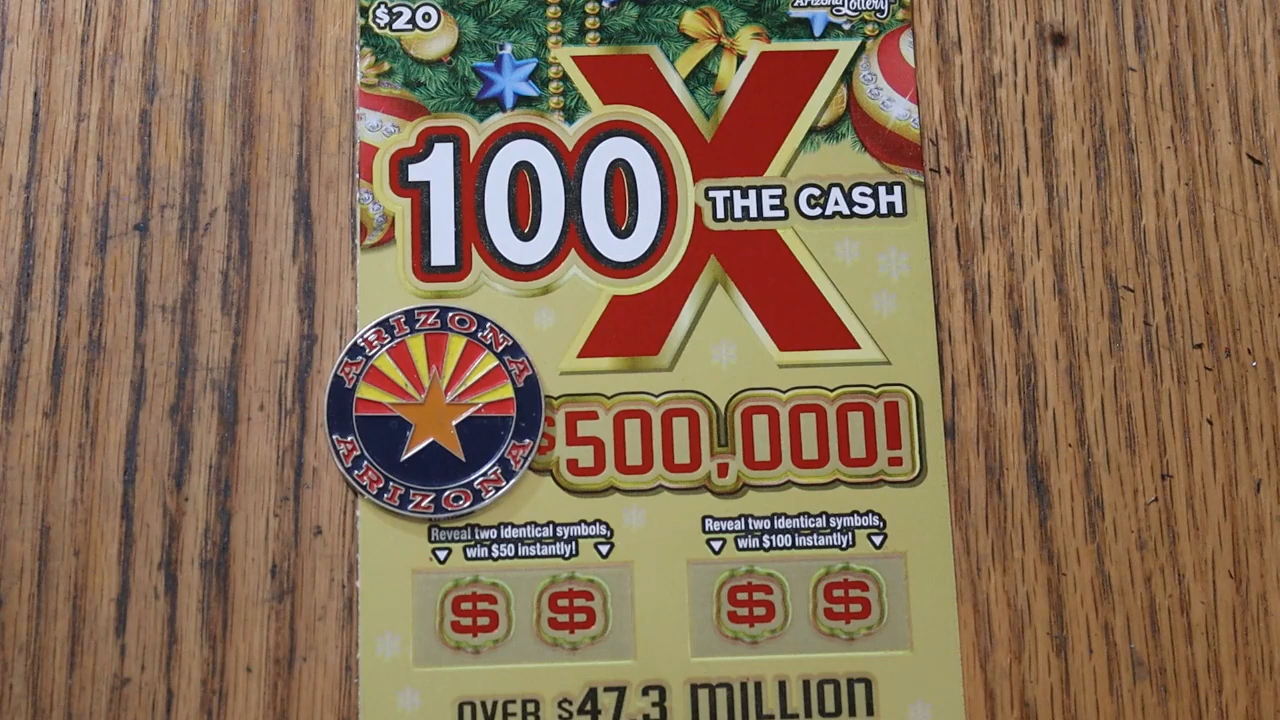 $20
Arizona Lottery
100X
THE CASH
ARIZONA
ARIZONA
$500,000!
Reveal two identical symbols,
win $50 instantly!
Reveal two identical symbols,
win $100 instantly!
$ $
$ $
OVER $47.3 MILLION